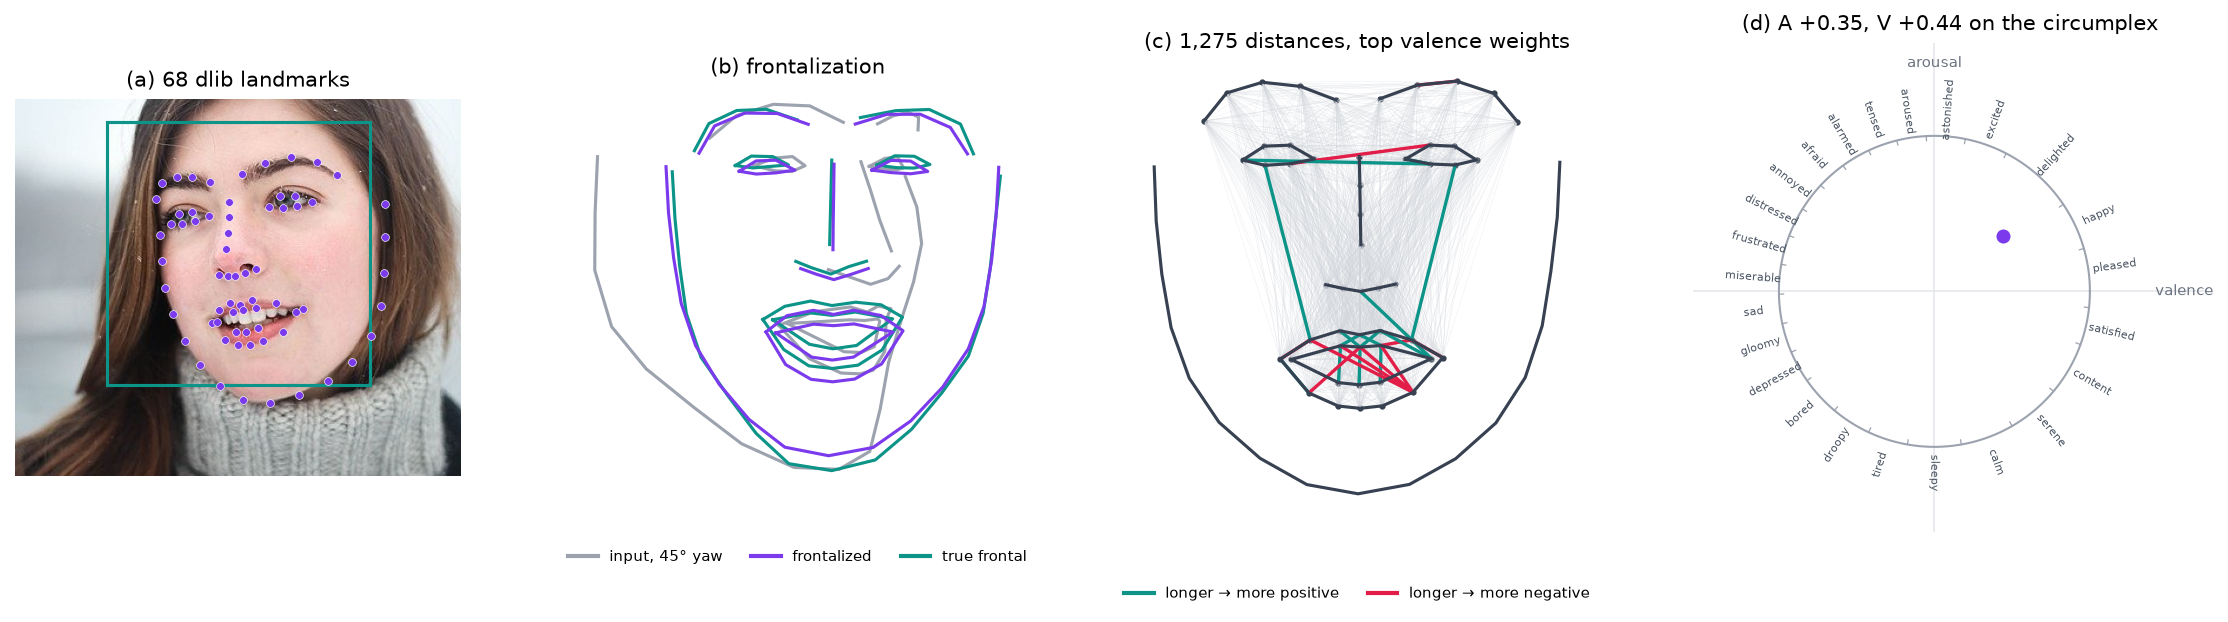 (a) 68 dlib landmarks
(b) frontalization
input, 45° yaw
frontalized
true frontal
(c) 1,275 distances, top valence weights
longer → more positive
longer → more negative
(d) A +0.35, V +0.44 on the circumplex
arousal
valence
astonished
excited
delighted
happy
pleased
satisfied
content
serene
calm
sleepy
tired
droopy
bored
depressed
gloomy
sad
miserable
frustrated
distressed
annoyed
afraid
alarmed
tensed
aroused